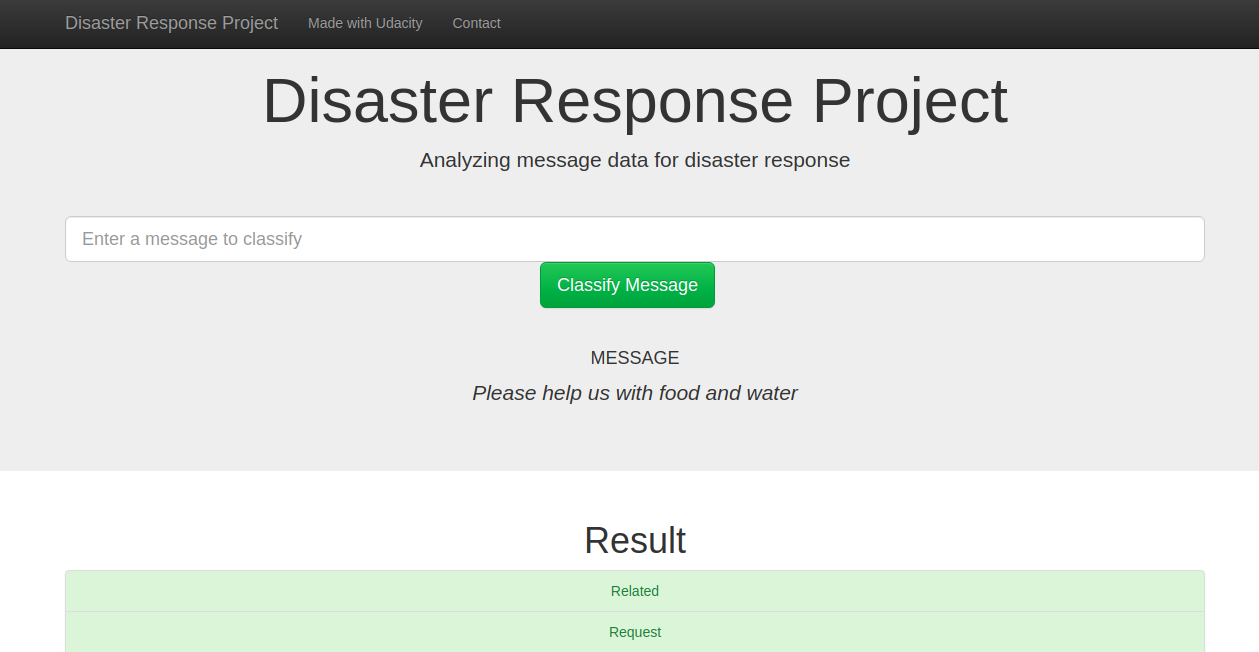 Disaster Response Project Made with Udacity Contact
Disaster Response Project
Analyzing message data for disaster response
Enter a message to classify
Classify Message
MESSAGE
Please help us with food and water
Result
Related
Request